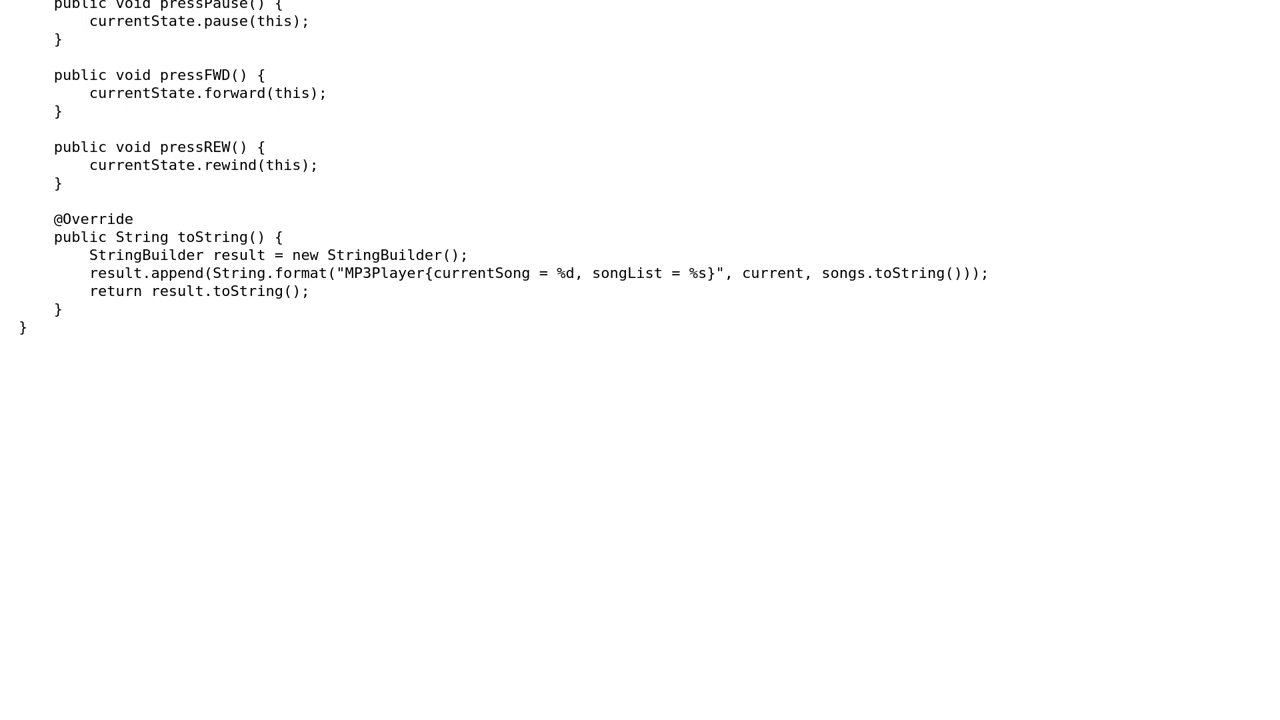 public void pressPause() {
        currentState.pause(this);
    }

    public void pressFWD() {
        currentState.forward(this);
    }

    public void pressREW() {
        currentState.rewind(this);
    }

    @Override
    public String toString() {
        StringBuilder result = new StringBuilder();
        result.append(String.format("MP3Player{currentSong = %d, songList = %s}", current, songs.toString()));
        return result.toString();
    }
}